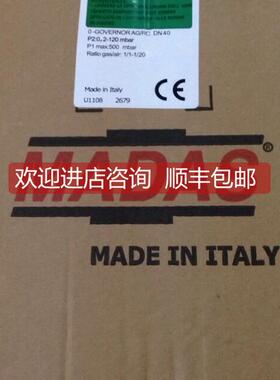 0 -GOVERNOR AG/RC DN 40
P2:0, 2-120 mbar
P1 max:500 mbar
Ratio gas/air: 1/1-1/20
CE
Made in Italy
U1108 2679
MADAS®
欢迎进店咨询 顺丰包邮
MADE IN ITALY